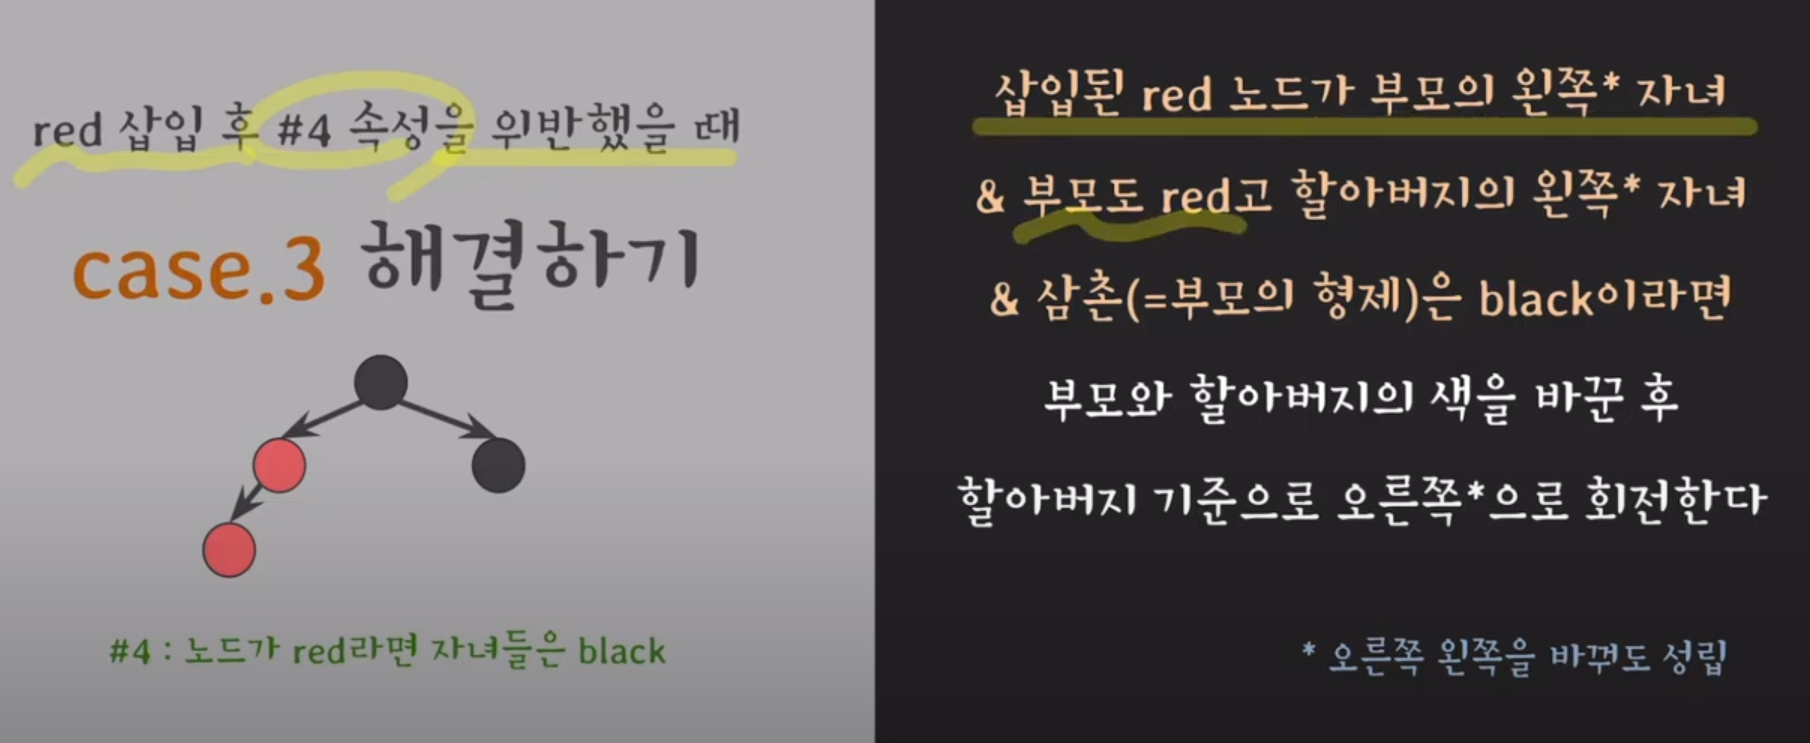 red 삽입 후 #4 속성을 위반했을 때
case.3 해결하기
#4 : 노드가 red라면 자녀들은 black
삽입된 red 노드가 부모의 왼쪽* 자녀
& 부모도 red고 할아버지의 왼쪽* 자녀
& 삼촌(=부모의 형제)은 black이라면
부모와 할아버지의 색을 바꾼 후
할아버지 기준으로 오른쪽*으로 회전한다
* 오른쪽 왼쪽을 바꿔도 성립